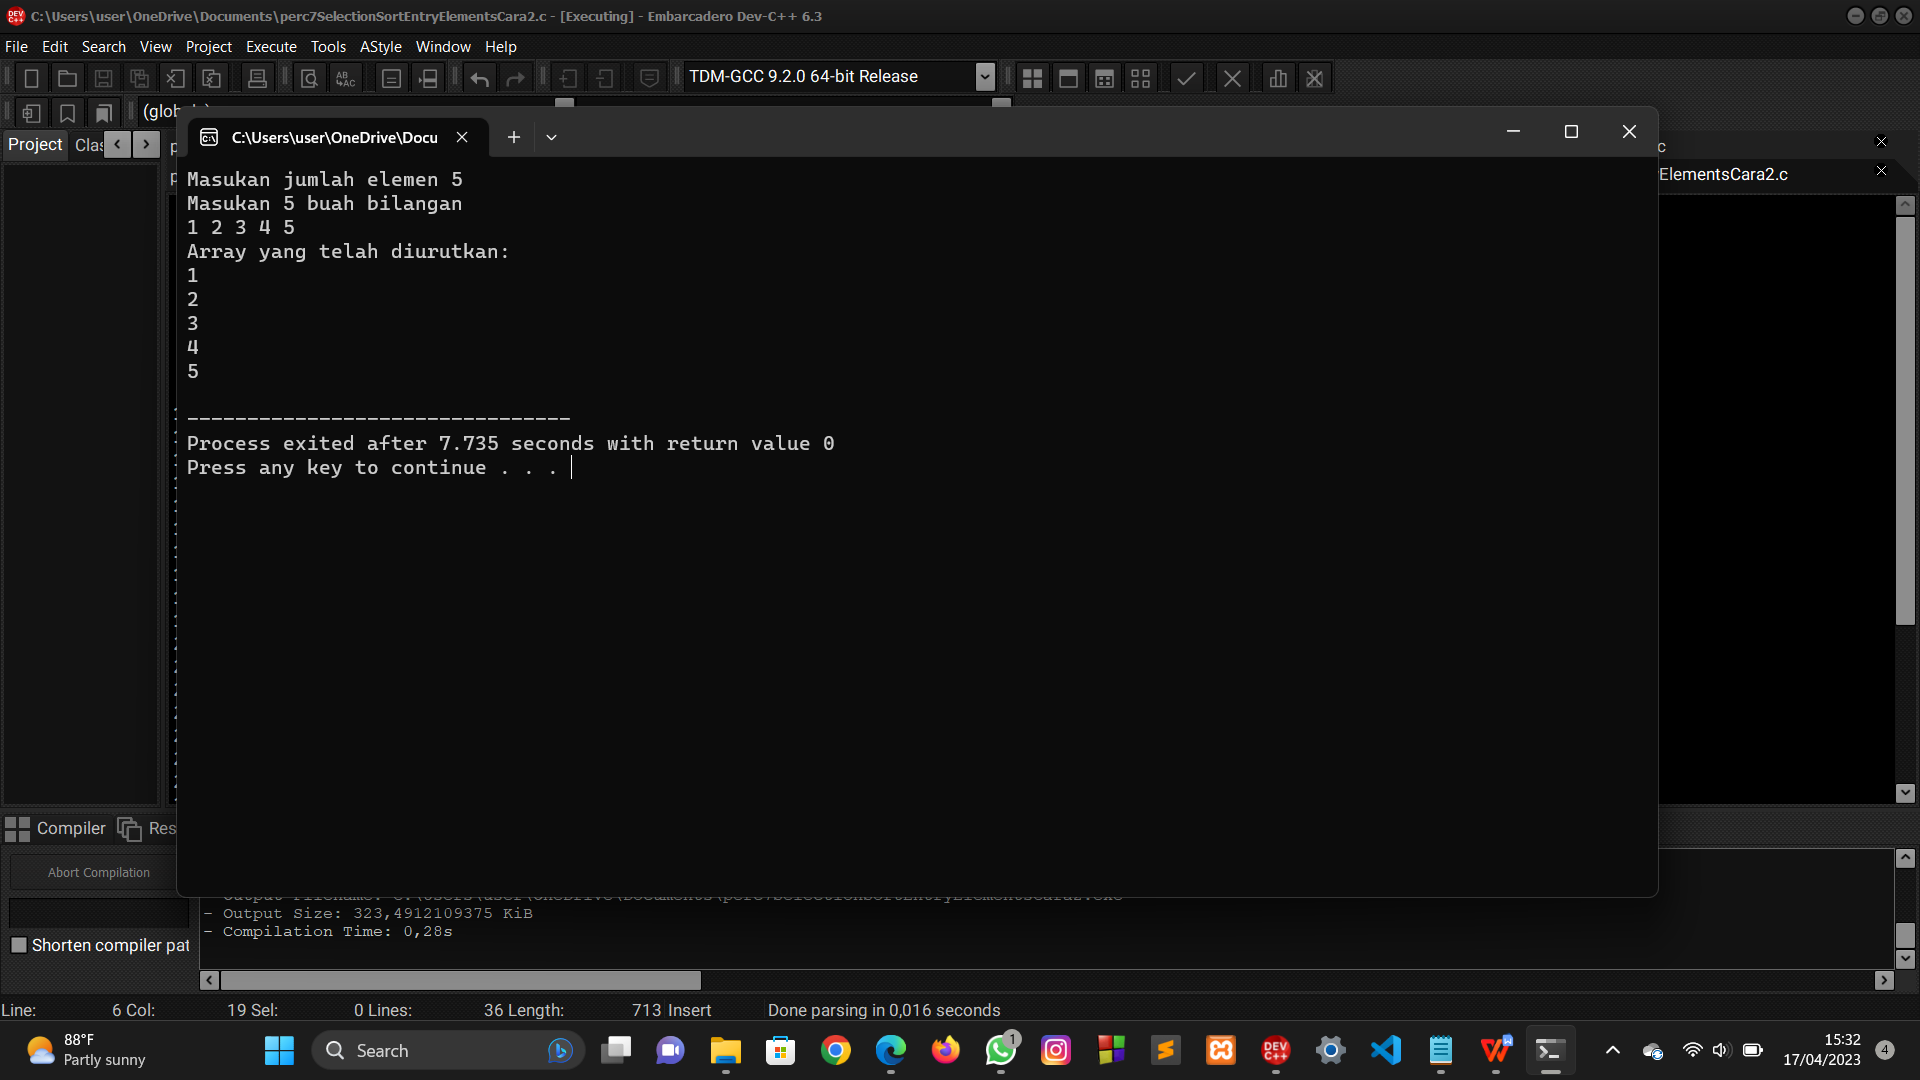 C:\Users\user\OneDrive\Documents\perc7SelectionSortEntryElementsCara2.c - [Executing] - Embarcadero Dev-C++ 6.3
File Edit Search View Project Execute Tools AStyle Window Help
TDM-GCC 9.2.0 64-bit Release
Project
C:\Users\user\OneDrive\Docu
ElementsCara2.c
Masukan jumlah elemen 5
Masukan 5 buah bilangan
1 2 3 4 5
Array yang telah diurutkan:
1
2
3
4
5
--------------------------------
Process exited after 7.735 seconds with return value 0
Press any key to continue . . .
Compiler Res
Abort Compilation
- Output Size: 323,4912109375 KiB
- Compilation Time: 0,28s
Shorten compiler pat
Line: 6 Col: 19 Sel: 0 Lines: 36 Length: 713 Insert Done parsing in 0,016 seconds
88°F
Partly sunny
Search
1
15:32
17/04/2023
4